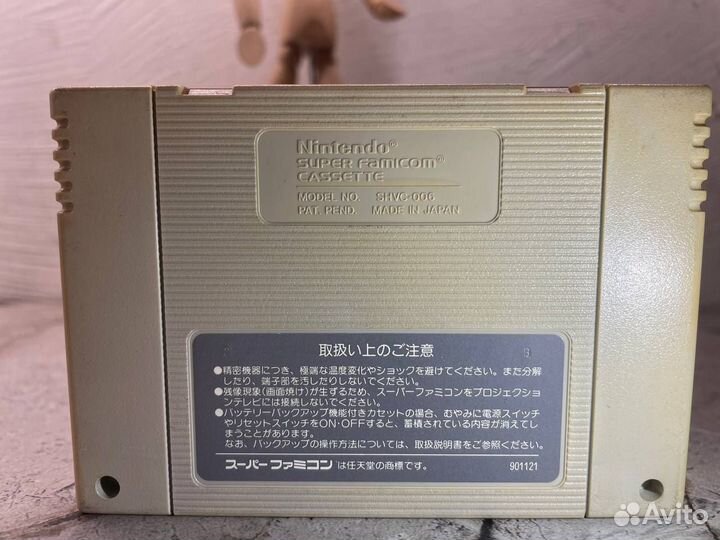 Nintendo®
SUPER FAMICOM®
CASSETTE
MODEL NO. SHVC-006
PAT. PEND. MADE IN JAPAN
取扱い上のご注意
●精密機器につき、極端な温度変化やショックを避けてください。また分解
したり、端子部を汚したりしないでください。
●残像現象(画面焼け)が生ずるため、スーパーファミコンをプロジェクショ
ンテレビには接続しないでください。
●バッテリーバックアップ機能付きカセットの場合、むやみに電源スイッチ
やリセットスイッチをON・OFFすると、蓄積されている内容が消えてし
まうことがあります。
なお、バックアップの操作方法については、取扱説明書をご参照ください。
スーパーファミコンは任天堂の商標です。 901121
Avito